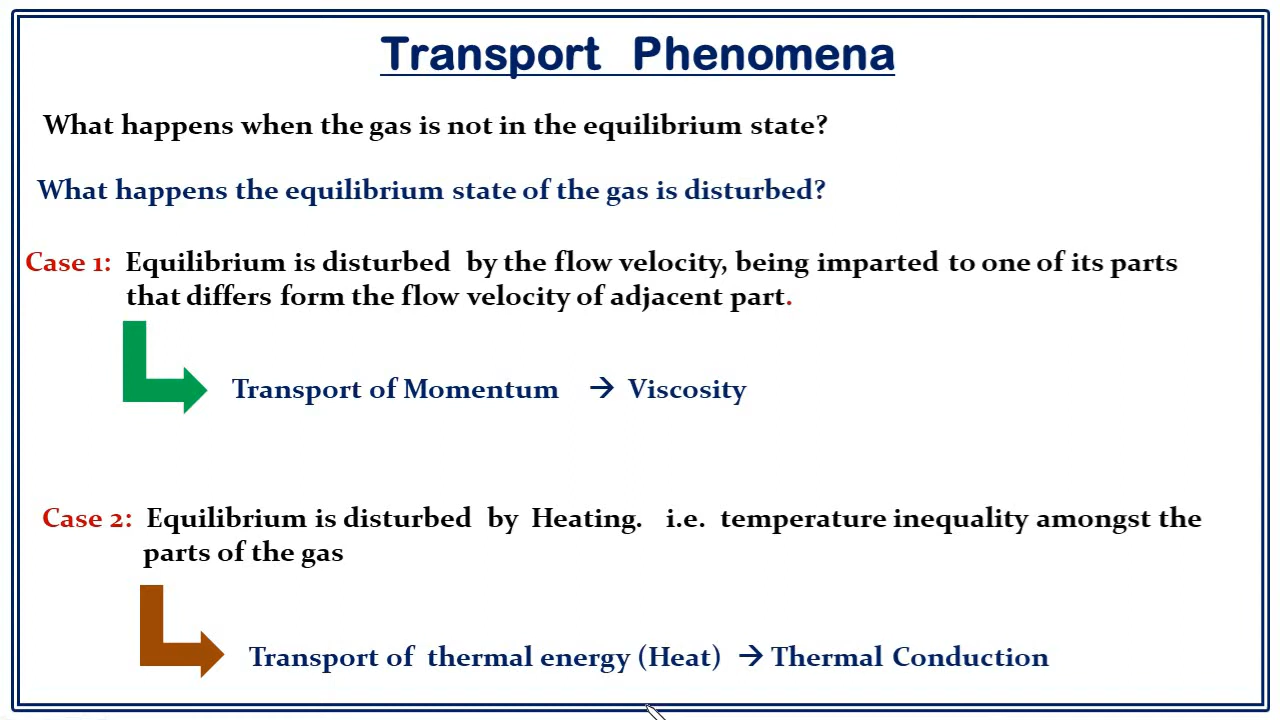 Transport Phenomena
What happens when the gas is not in the equilibrium state?
What happens the equilibrium state of the gas is disturbed?
Case 1: Equilibrium is disturbed by the flow velocity, being imparted to one of its parts
that differs form the flow velocity of adjacent part.
Transport of Momentum → Viscosity
Case 2: Equilibrium is disturbed by Heating. i.e. temperature inequality amongst the
parts of the gas
Transport of thermal energy (Heat) → Thermal Conduction